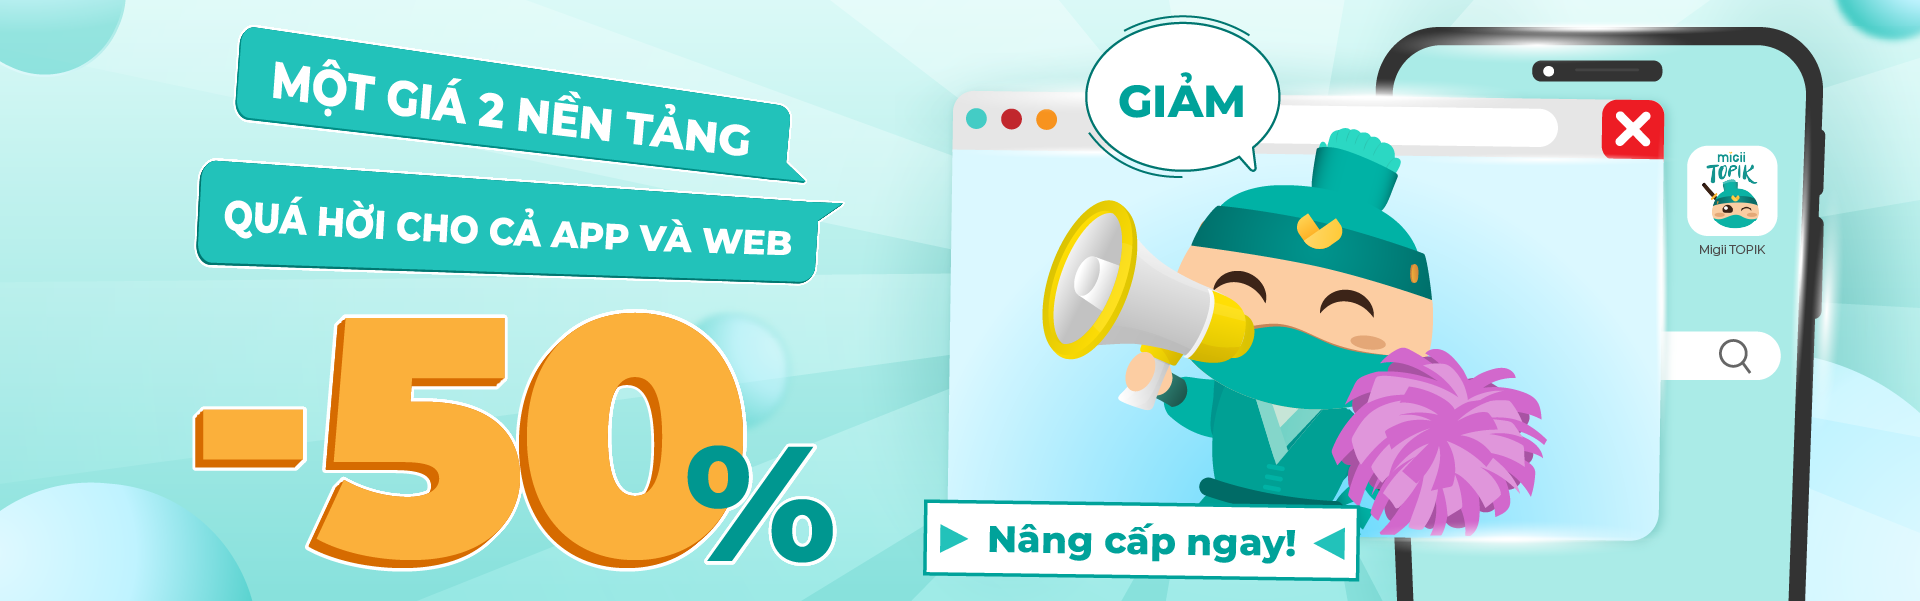 MỘT GIÁ 2 NỀN TẢNG
QUÁ HỜI CHO CẢ APP VÀ WEB
-50%
GIẢM
Nâng cấp ngay!
migii
TOPIK
Migii TOPIK